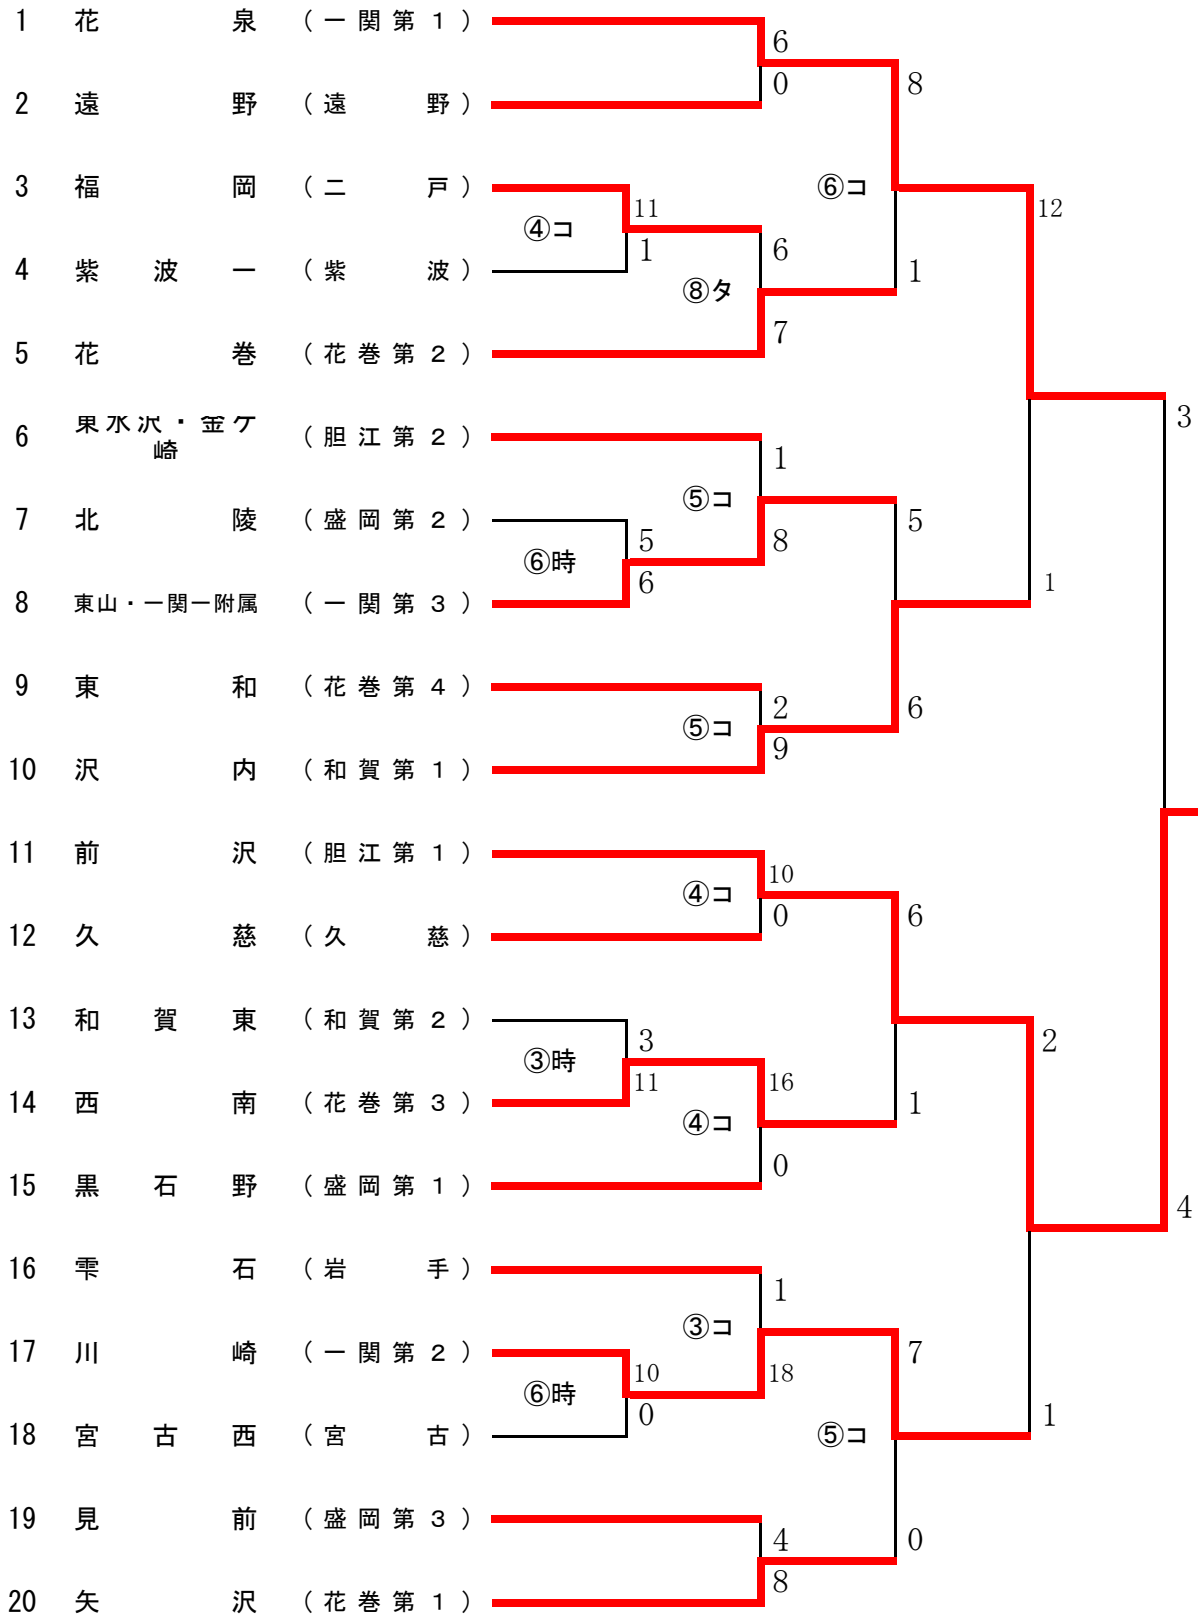 1 花泉 (一関第１)
6
0
8
2 遠野 (遠野)
3 福岡 (二戸)
⑥コ
12
11
④コ
1
6
4 紫波一 (紫波)
⑧タ
1
7
5 花巻 (花巻第２)
3
6 東水沢・金ケ崎 (胆江第２)
1
⑤コ
7 北陵 (盛岡第２)
5
5
8
⑥時
6
1
8 東山・一関一附属 (一関第３)
9 東和 (花巻第４)
2
6
⑤コ
9
10 沢内 (和賀第１)
11 前沢 (胆江第１)
10
④コ
0
6
12 久慈 (久慈)
13 和賀東 (和賀第２)
3
2
③時
11
16
14 西南 (花巻第３)
1
④コ
0
15 黒石野 (盛岡第１)
4
16 雫石 (岩手)
1
③コ
17 川崎 (一関第２)
7
10
18
⑥時
0
1
18 宮古西 (宮古)
⑤コ
19 見前 (盛岡第３)
4
0
8
20 矢沢 (花巻第１)